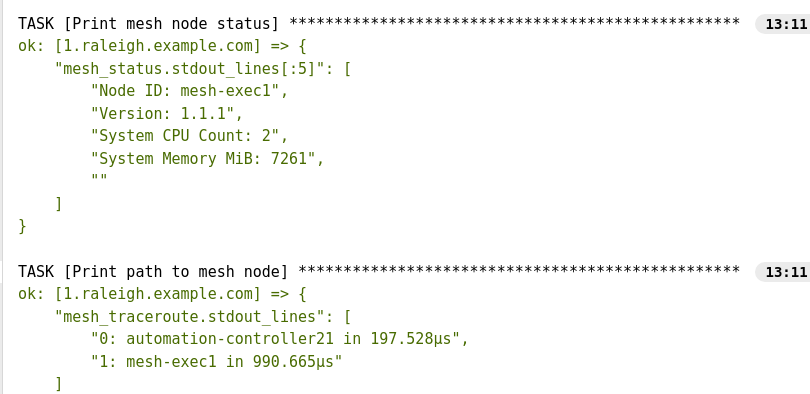 TASK [Print mesh node status] ************************************************** 13:11
ok: [1.raleigh.example.com] => {
    "mesh_status.stdout_lines[:5]": [
        "Node ID: mesh-exec1",
        "Version: 1.1.1",
        "System CPU Count: 2",
        "System Memory MiB: 7261",
        ""
    ]
}
TASK [Print path to mesh node] ************************************************* 13:11
ok: [1.raleigh.example.com] => {
    "mesh_traceroute.stdout_lines": [
        "0: automation-controller21 in 197.528µs",
        "1: mesh-exec1 in 990.665µs"
    ]